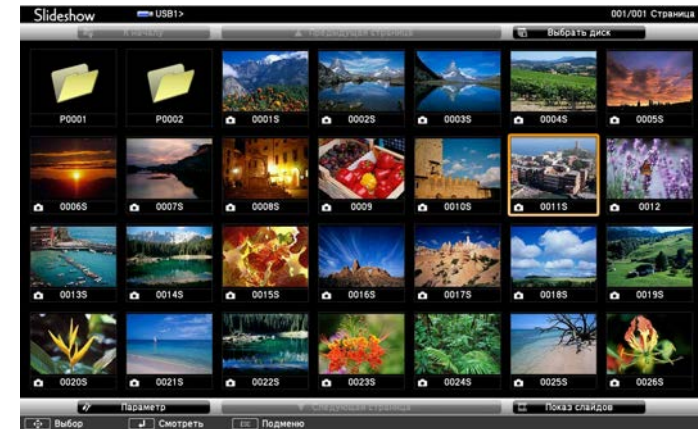 Slideshow USB1> 001/001 Страница
К началу Предыдущая страница Выбрать диск
P0001 P0002 0001S 0002S 0003S 0004S 0005S
0006S 0007S 0008S 0009 0010S 0011S 0012
0013S 0014S 0015S 0016S 0017S 0018S 0019S
0020S 0021S 0022S 0023S 0024S 0025S 0026S
Параметр Следующая страница Показ слайдов
Выбор Смотреть Esc Подменю